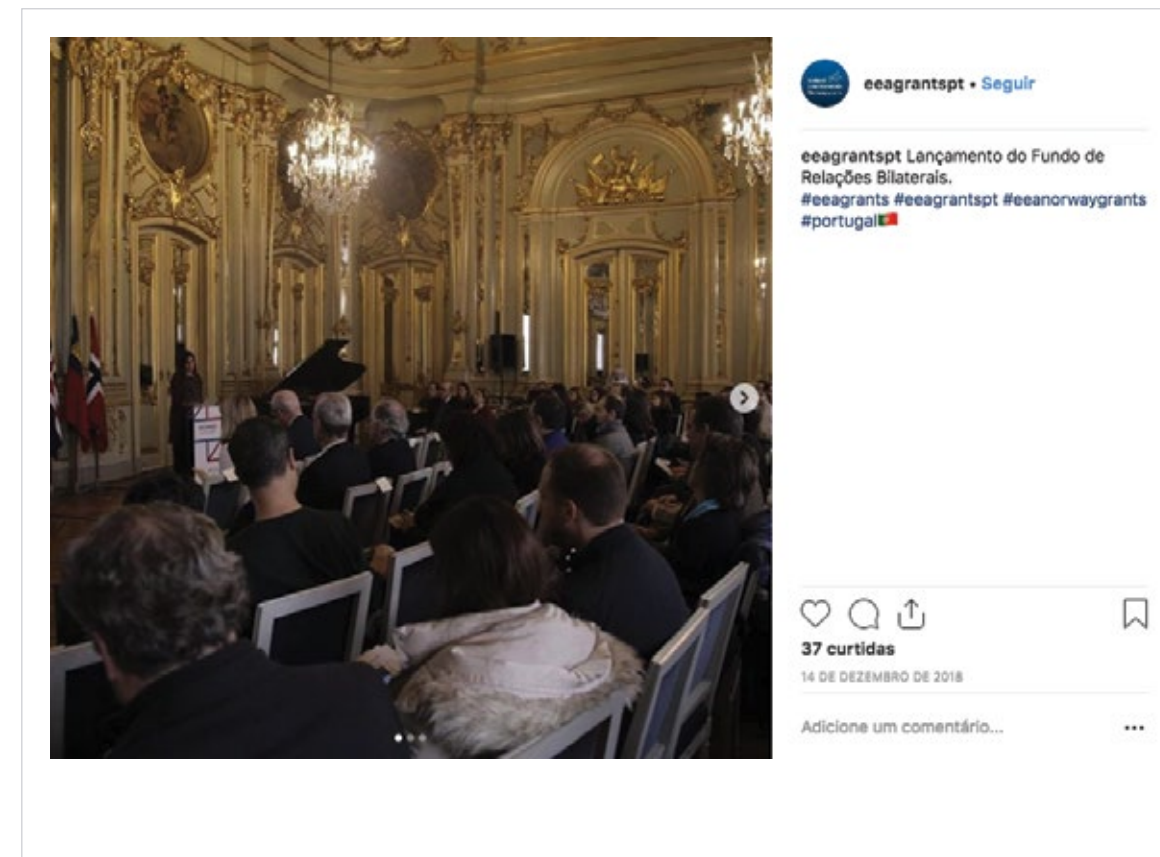 eeagrantspt • Seguir
eeagrantspt Lançamento do Fundo de
Relações Bilaterais.
#eeagrants #eeagrantspt #eeanorwaygrants
#portugal🇵🇹
37 curtidas
14 DE DEZEMBRO DE 2018
Adicione um comentário...